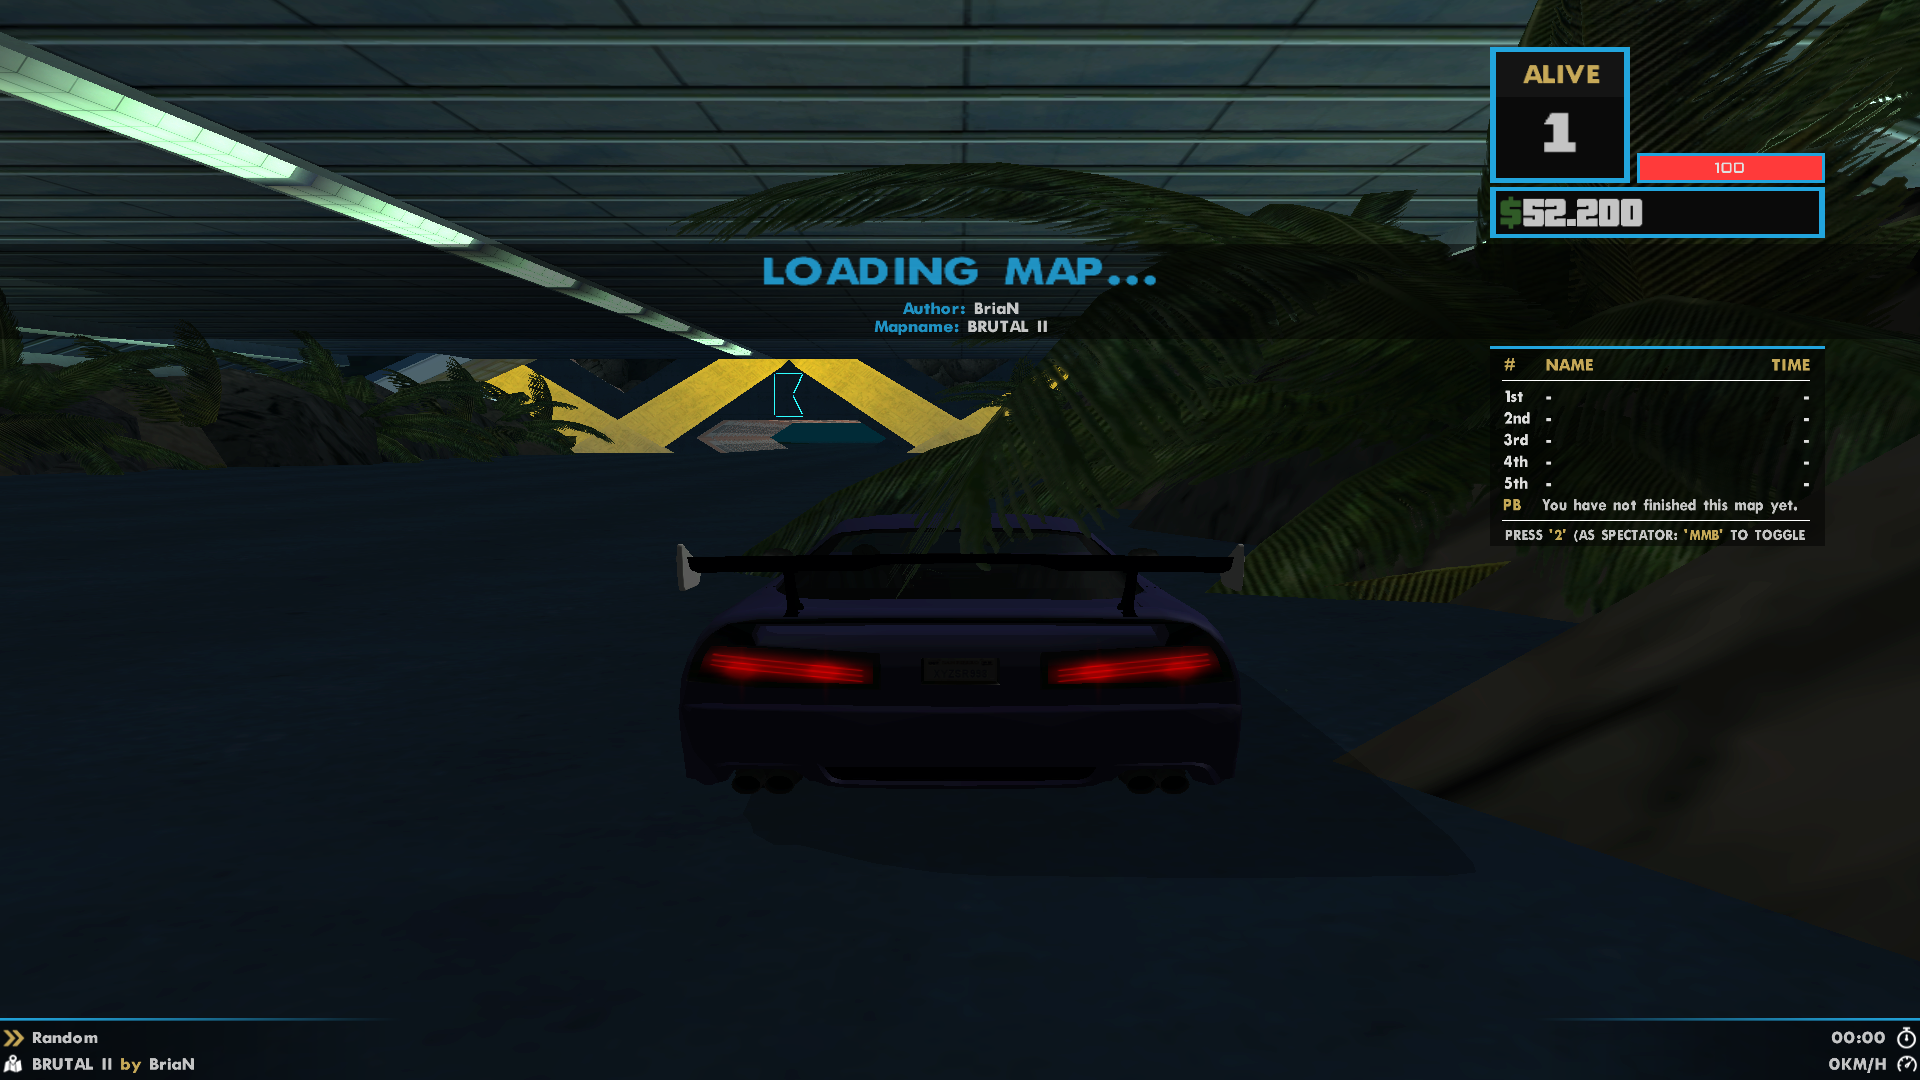 ALIVE
1
100
$52.200
LOADING MAP...
Author: BriaN
Mapname: BRUTAL II
# NAME TIME
1st - -
2nd - -
3rd - -
4th - -
5th - -
PB You have not finished this map yet.
PRESS '2' (AS SPECTATOR: 'MMB' TO TOGGLE
Random
BRUTAL II by BriaN
00:00
0KM/H